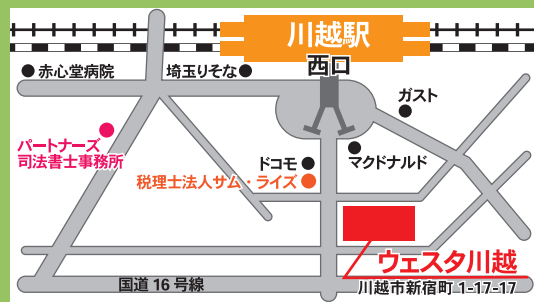 川越駅
西口
赤心堂病院
埼玉りそな
ガスト
パートナーズ
司法書士事務所
ドコモ
マクドナルド
税理士法人サム・ライズ
ウェスタ川越
国道16号線
川越市新宿町1-17-17